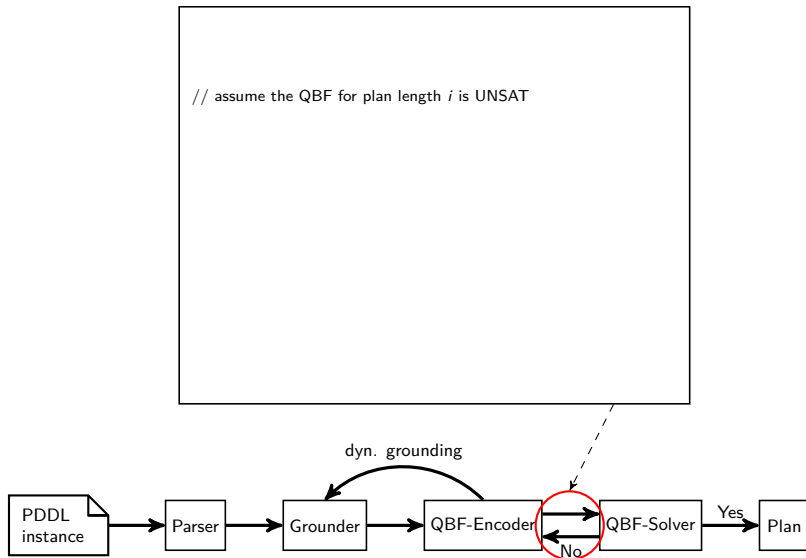 // assume the QBF for plan length i is UNSAT
dyn. grounding
PDDL
instance
Parser
Grounder
QBF-Encoder
QBF-Solver
Yes
Plan
No